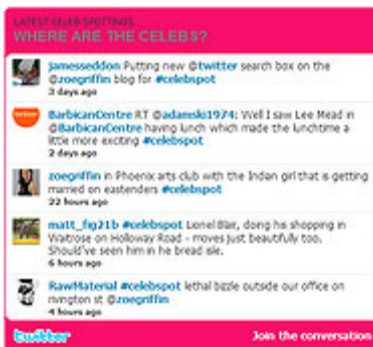 LATEST CELEB SPOTTINGS...
WHERE ARE THE CELEBS?
jamesseddon Putting new @twitter search box on the
@zoegriffin blog for #celebspot
3 days ago
BarbicanCentre RT @adamski1974: Well I saw Lee Mead in
@BarbicanCentre having lunch which made the lunchtime a
little more exciting #celebspot
2 days ago
zoegriffin in Phoenix arts club with the Indan girl that is getting
married on eastenders #celebspot
22 hours ago
matt_fig21b #celebspot Lionel Blair, doing his shopping in
Watrose on Holloway Road - moves just beautifully too.
Should've seen him in he bread isle.
6 hours ago
RawMaterial #celebspot lethal bizzle outside our office on
rivington st @zoegriffin
4 hours ago
twitter
Join the conversation